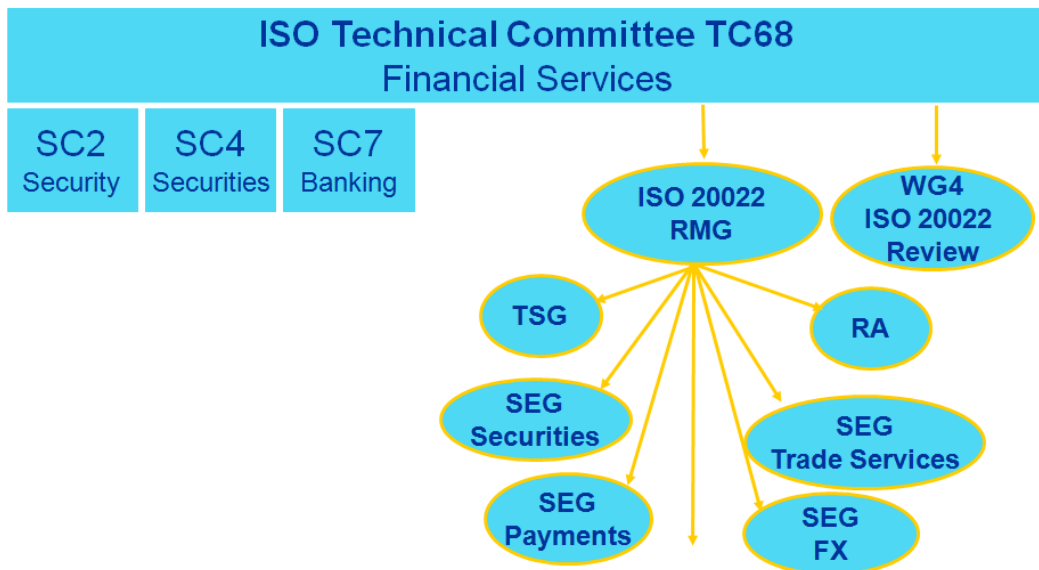 ISO Technical Committee TC68
Financial Services
SC2
Security
SC4
Securities
SC7
Banking
ISO 20022
RMG
WG4
ISO 20022
Review
TSG
RA
SEG
Securities
SEG
Trade Services
SEG
Payments
SEG
FX